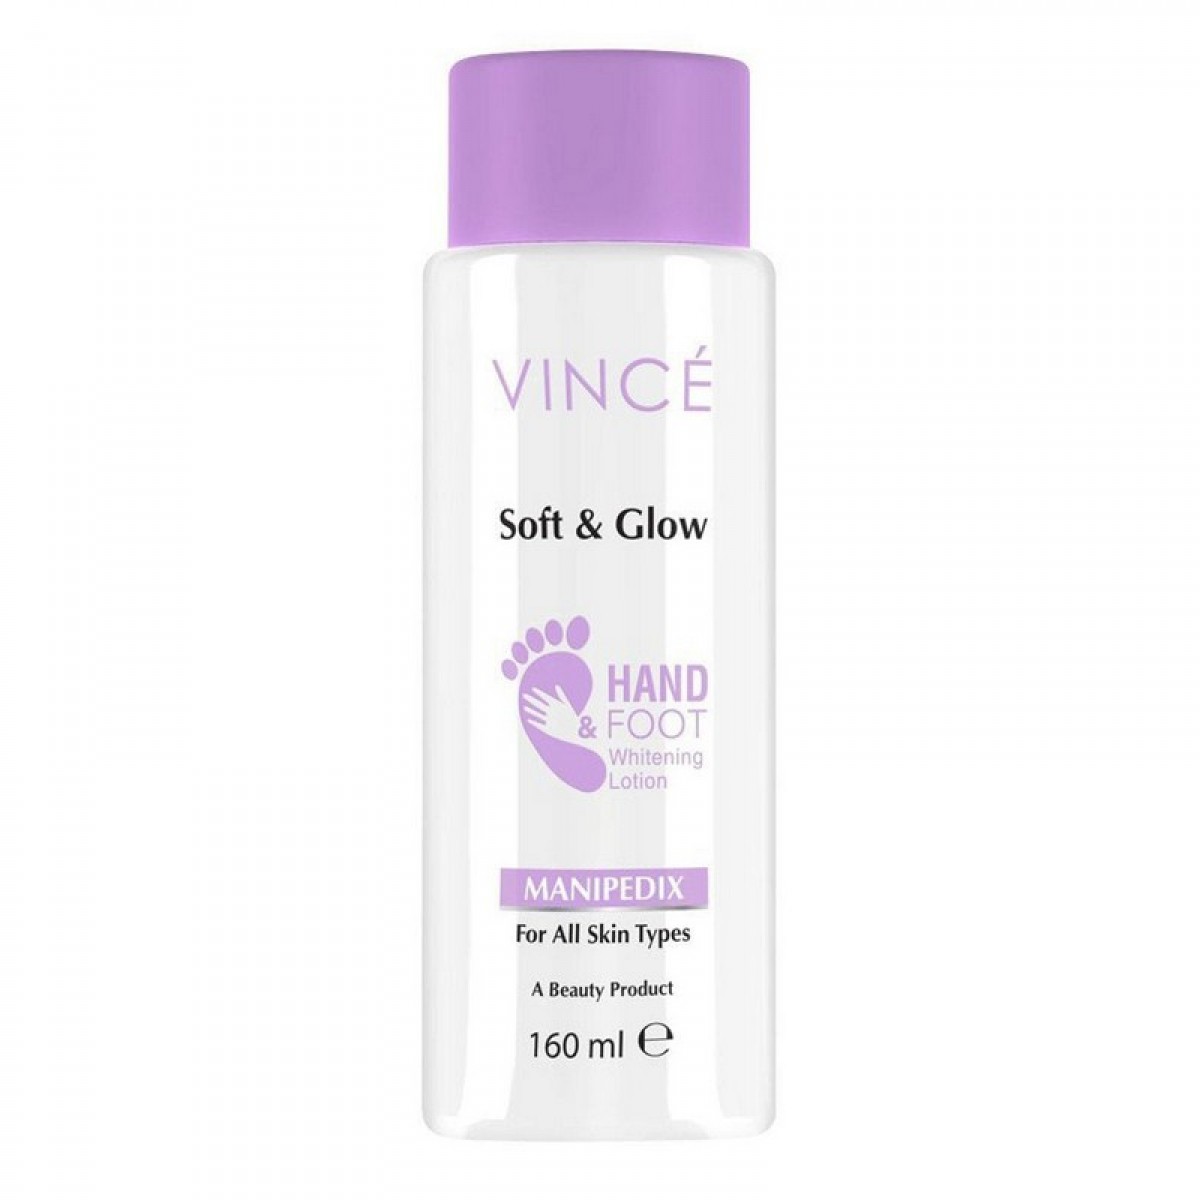 VINCÉ
Soft & Glow
HAND
& FOOT
Whitening
Lotion
MANIPEDIX
For All Skin Types
A Beauty Product
160 ml ℮